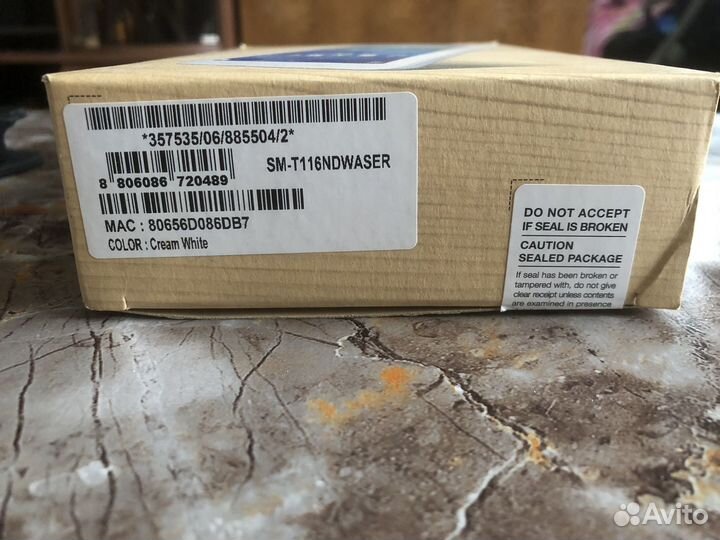 *357535/06/885504/2*
SM-T116NDWASER
8 806086 720489
MAC : 80656D086DB7
COLOR : Cream White
DO NOT ACCEPT
IF SEAL IS BROKEN
CAUTION
SEALED PACKAGE
If seal has been broken or
tampered with, do not give
clear receipt unless contents
are examined in presence
Avito